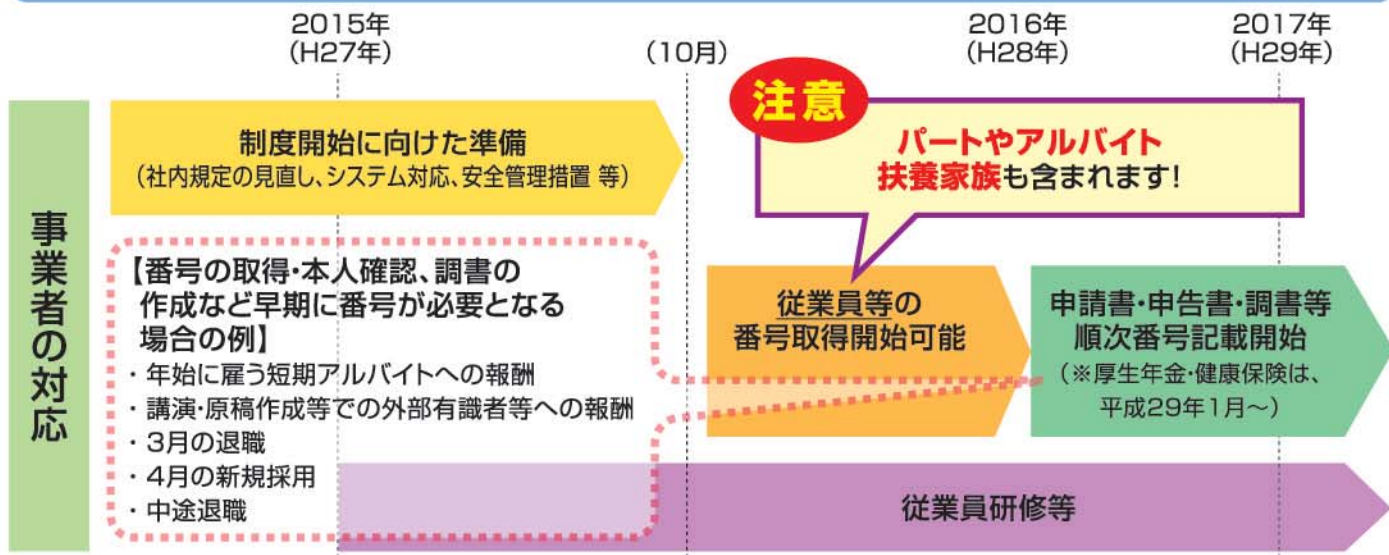 2015年
(H27年)
(10月)
2016年
(H28年)
2017年
(H29年)
事業者の対応
制度開始に向けた準備
(社内規定の見直し、システム対応、安全管理措置 等)
注意
パートやアルバイト
扶養家族も含まれます!
【番号の取得・本人確認、調書の
作成など早期に番号が必要となる
場合の例】
・年始に雇う短期アルバイトへの報酬
・講演・原稿作成等での外部有識者等への報酬
・3月の退職
・4月の新規採用
・中途退職
従業員等の
番号取得開始可能
申請書・申告書・調書等
順次番号記載開始
(※厚生年金・健康保険は、
平成29年1月～)
従業員研修等